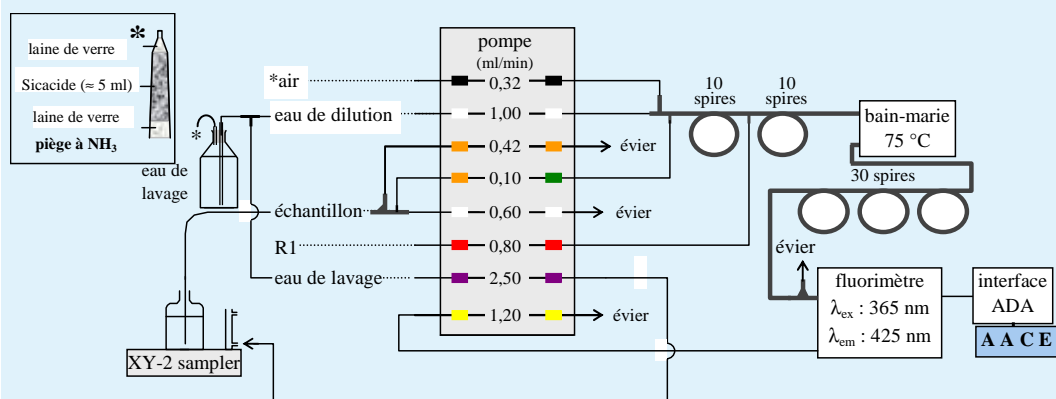 laine de verre
*
Sicacide (≈ 5 ml)
laine de verre
piège à NH3
*
eau de lavage
*air
eau de dilution
échantillon
R1
eau de lavage
XY-2 sampler
pompe
(ml/min)
0,32
1,00
0,42
0,10
0,60
0,80
2,50
1,20
évier
évier
évier
10 spires
10 spires
bain-marie
75 °C
30 spires
évier
fluorimètre
λex : 365 nm
λem : 425 nm
interface
ADA
A A C E